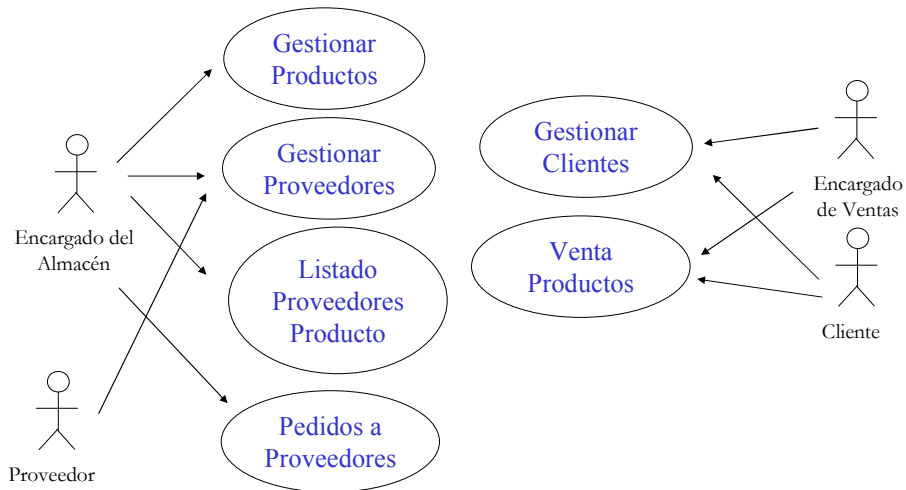 Gestionar
Productos
Gestionar
Proveedores
Encargado del
Almacén
Listado
Proveedores
Producto
Pedidos a
Proveedores
Proveedor
Gestionar
Clientes
Encargado
de Ventas
Venta
Productos
Cliente